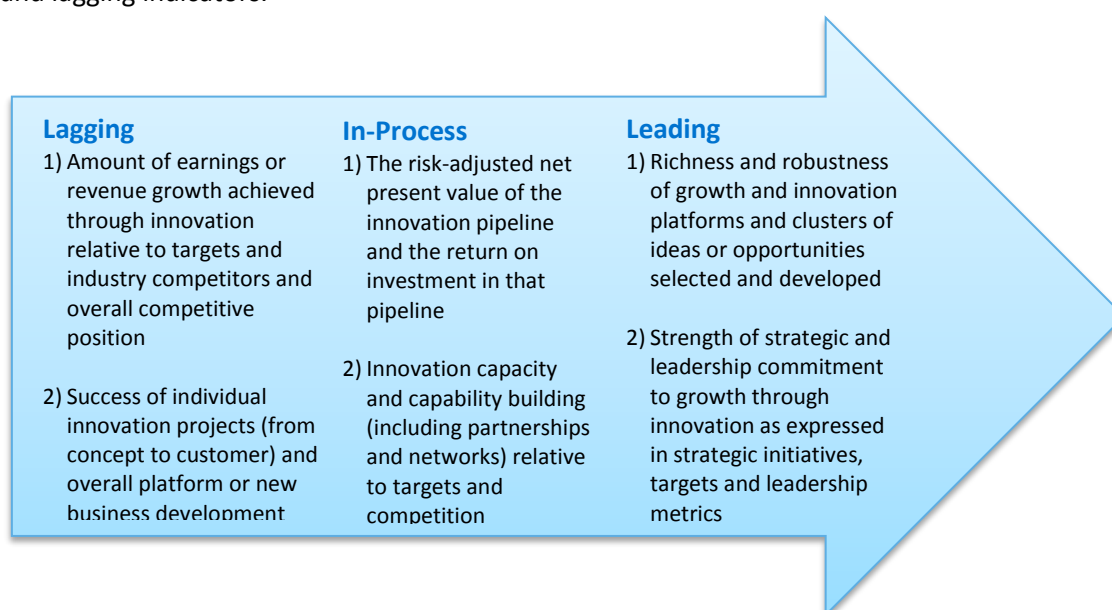 and lagging indicators.
Lagging
1) Amount of earnings or
revenue growth achieved
through innovation
relative to targets and
industry competitors and
overall competitive
position
2) Success of individual
innovation projects (from
concept to customer) and
overall platform or new
business development
In-Process
1) The risk-adjusted net
present value of the
innovation pipeline
and the return on
investment in that
pipeline
2) Innovation capacity
and capability building
(including partnerships
and networks) relative
to targets and
competition
Leading
1) Richness and robustness
of growth and innovation
platforms and clusters of
ideas or opportunities
selected and developed
2) Strength of strategic and
leadership commitment
to growth through
innovation as expressed
in strategic initiatives,
targets and leadership
metrics